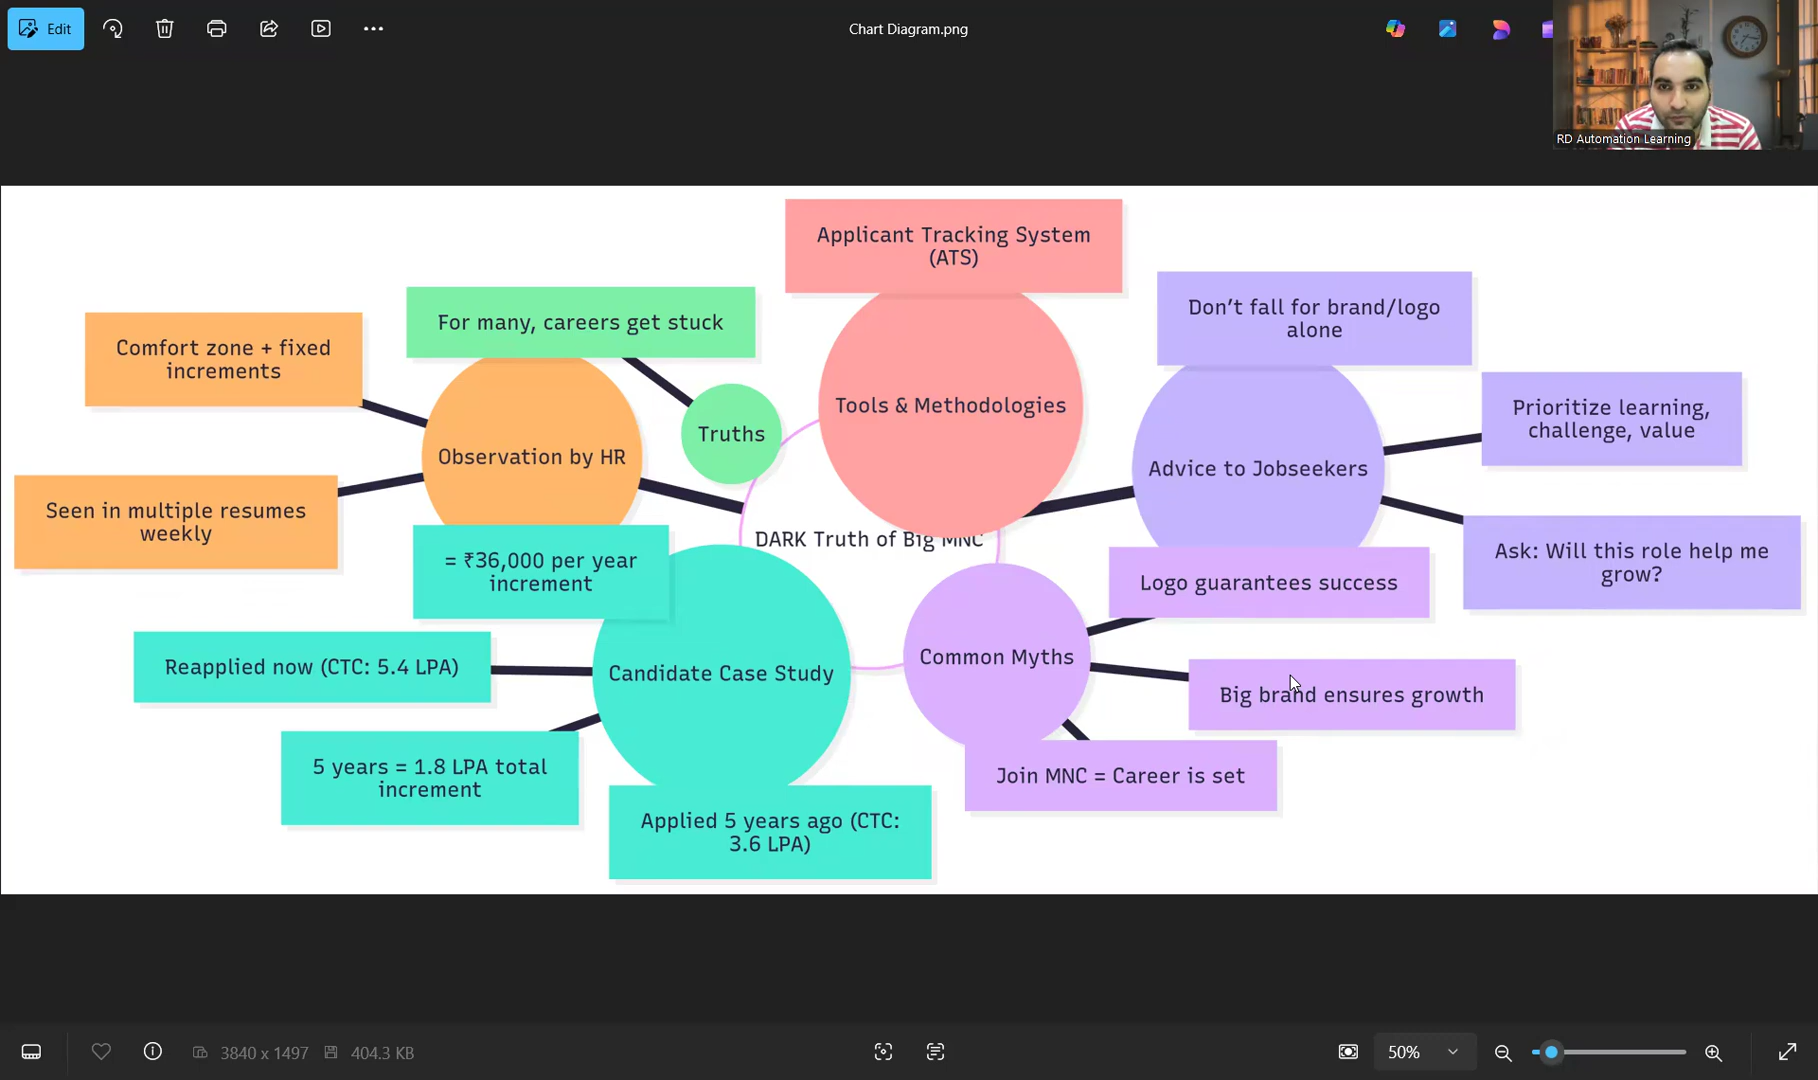 Edit
Chart Diagram.png
RD Automation Learning
Applicant Tracking System
(ATS)
For many, careers get stuck
Don’t fall for brand/logo
alone
Comfort zone + fixed
increments
Prioritize learning,
challenge, value
Tools & Methodologies
Truths
Observation by HR
Advice to Jobseekers
Seen in multiple resumes
weekly
DARK Truth of Big MNC
Ask: Will this role help me
grow?
= ₹36,000 per year
increment
Logo guarantees success
Reapplied now (CTC: 5.4 LPA)
Candidate Case Study
Common Myths
Big brand ensures growth
5 years = 1.8 LPA total
increment
Join MNC = Career is set
Applied 5 years ago (CTC:
3.6 LPA)
3840 x 1497
404.3 KB
50%